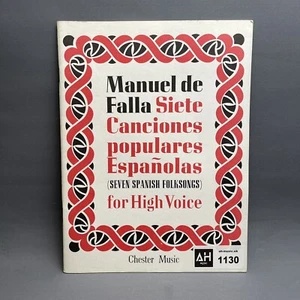 Manuel de
Falla Siete
Canciones
populares
Españolas
(SEVEN SPANISH FOLKSONGS)
for High Voice
Chester Music
AH
1130